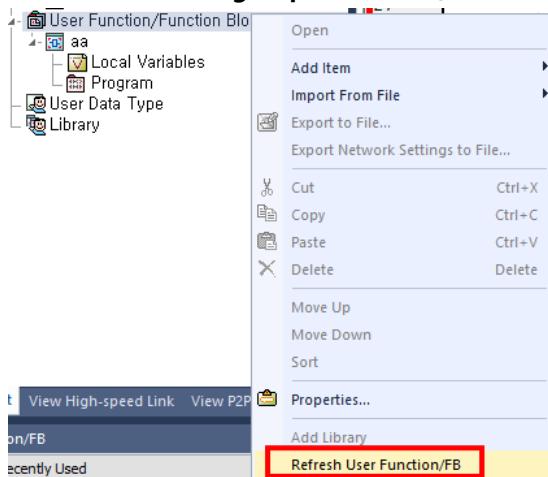 User Function/Function Blo
aa
Local Variables
Program
User Data Type
Library
Open
Add Item
Import From File
Export to File...
Export Network Settings to File...
Cut Ctrl+X
Copy Ctrl+C
Paste Ctrl+V
Delete Delete
Move Up
Move Down
Sort
Properties...
Add Library
Refresh User Function/FB
t View High-speed Link View P2P
on/FB
ecently Used